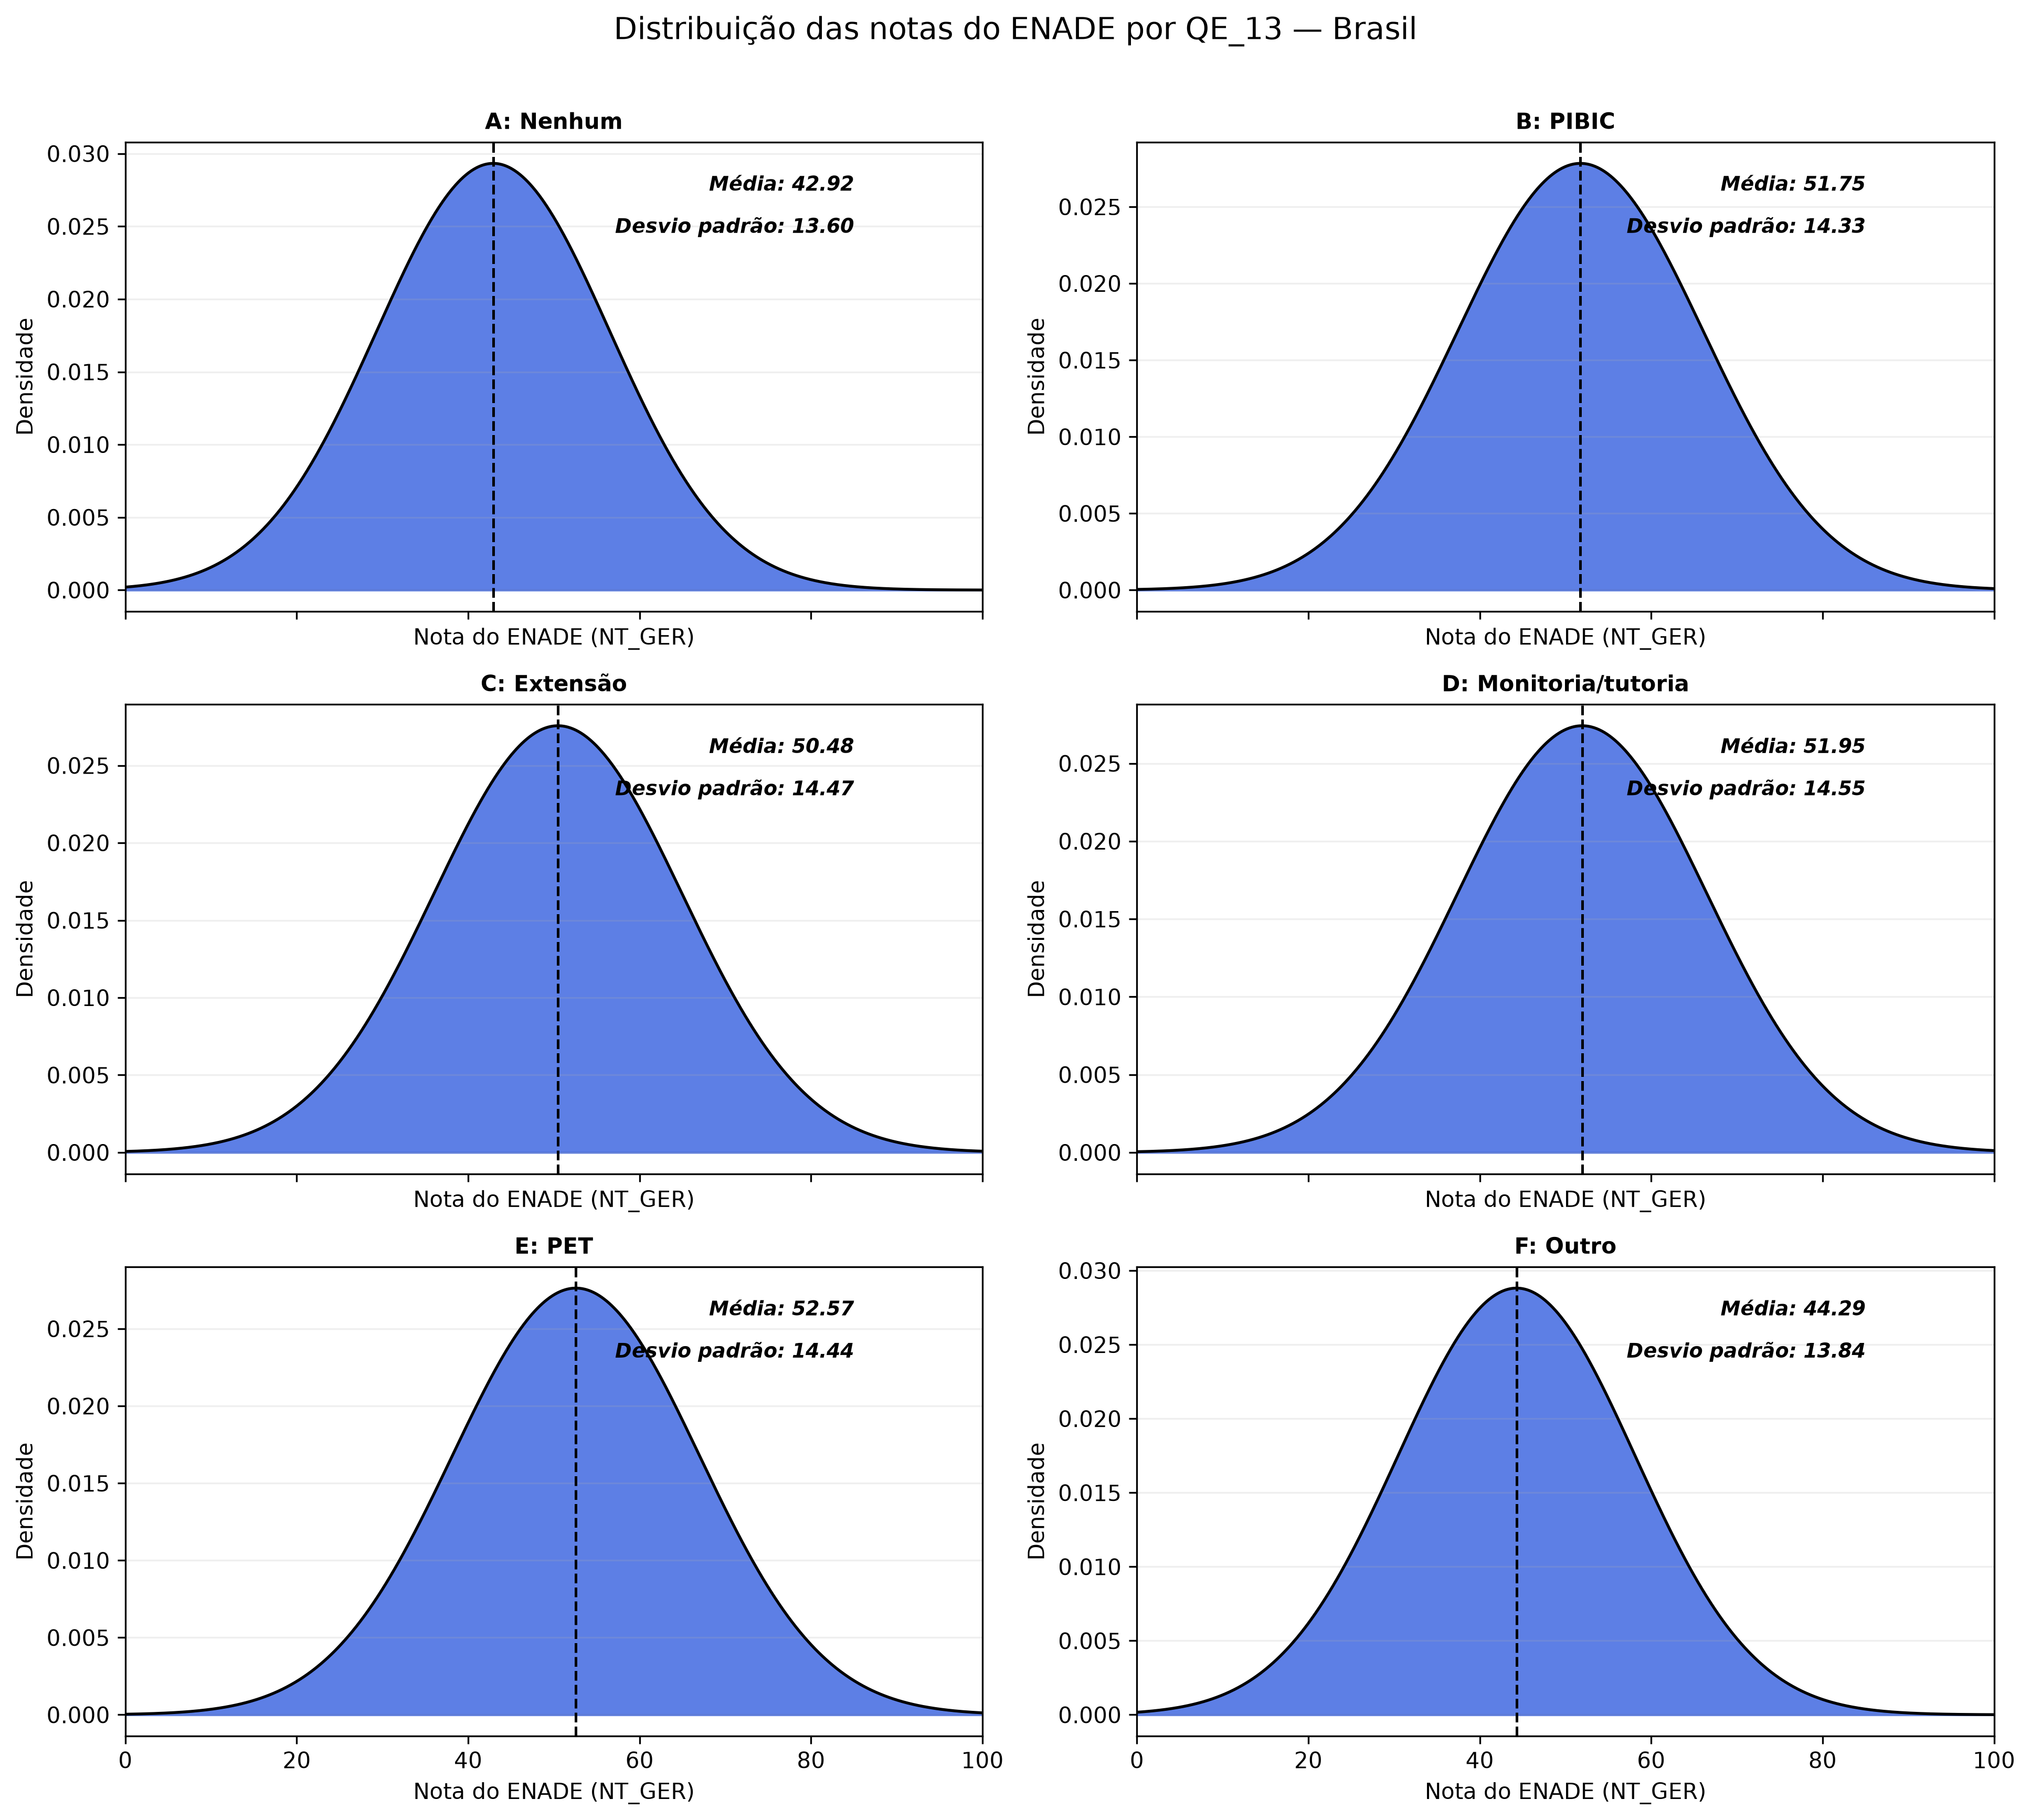 Distribuição das notas do ENADE por QE_13 — Brasil
A: Nenhum
Densidade
0.030
0.025
0.020
0.015
0.010
0.005
0.000
Média: 42.92
Desvio padrão: 13.60
Nota do ENADE (NT_GER)
B: PIBIC
Densidade
0.025
0.020
0.015
0.010
0.005
0.000
Média: 51.75
Desvio padrão: 14.33
Nota do ENADE (NT_GER)
C: Extensão
Densidade
0.025
0.020
0.015
0.010
0.005
0.000
Média: 50.48
Desvio padrão: 14.47
Nota do ENADE (NT_GER)
D: Monitoria/tutoria
Densidade
0.025
0.020
0.015
0.010
0.005
0.000
Média: 51.95
Desvio padrão: 14.55
Nota do ENADE (NT_GER)
E: PET
Densidade
0.025
0.020
0.015
0.010
0.005
0.000
Média: 52.57
Desvio padrão: 14.44
0 20 40 60 80 100
Nota do ENADE (NT_GER)
F: Outro
Densidade
0.030
0.025
0.020
0.015
0.010
0.005
0.000
Média: 44.29
Desvio padrão: 13.84
0 20 40 60 80 100
Nota do ENADE (NT_GER)